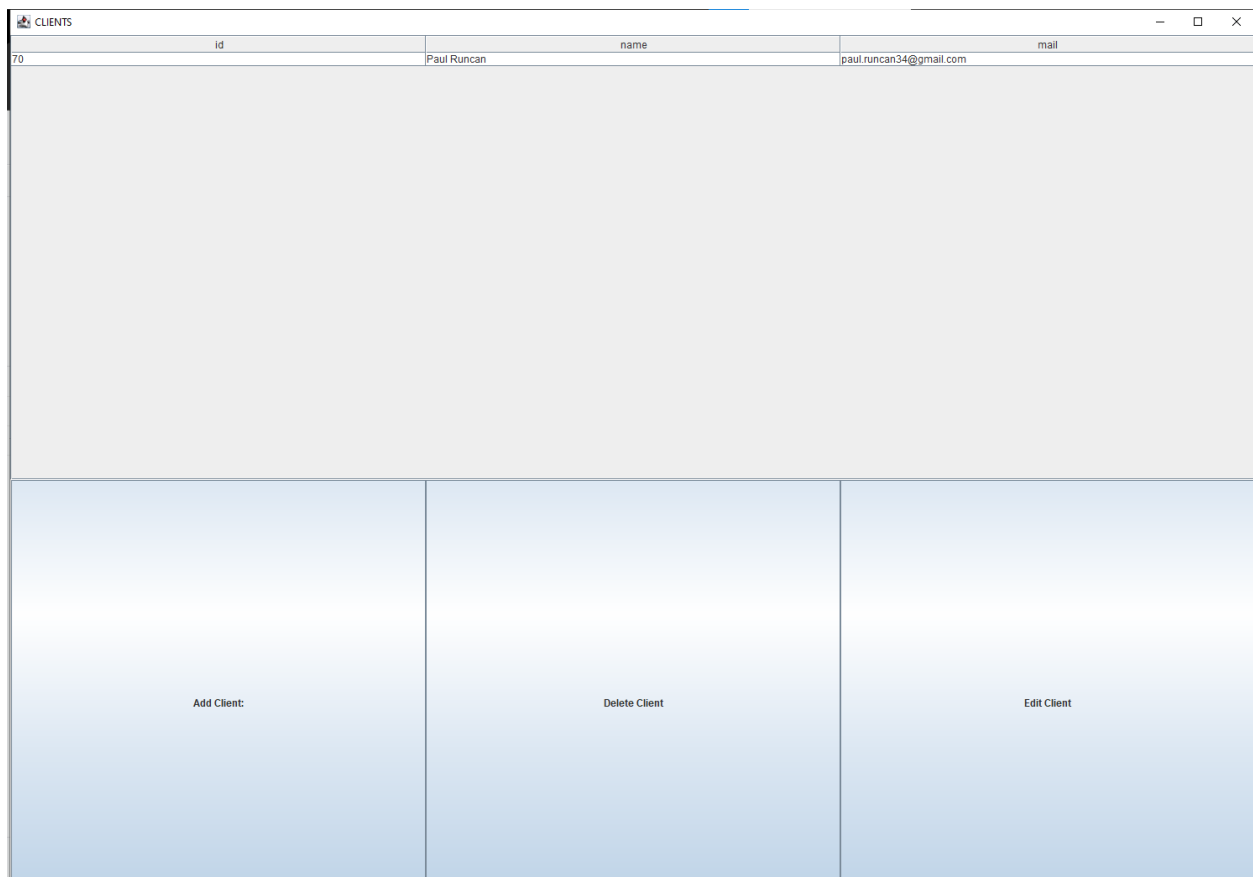 CLIENTS
id name mail
70 Paul Runcan paul.runcan34@gmail.com
Add Client: Delete Client Edit Client